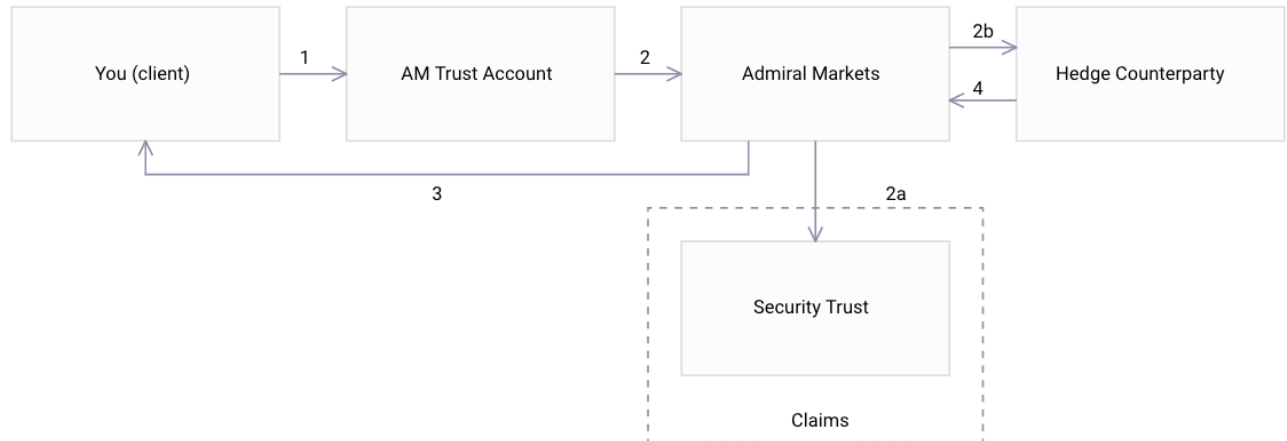 You (client)
1
AM Trust Account
2
Admiral Markets
2b
4
Hedge Counterparty
3
2a
Security Trust
Claims